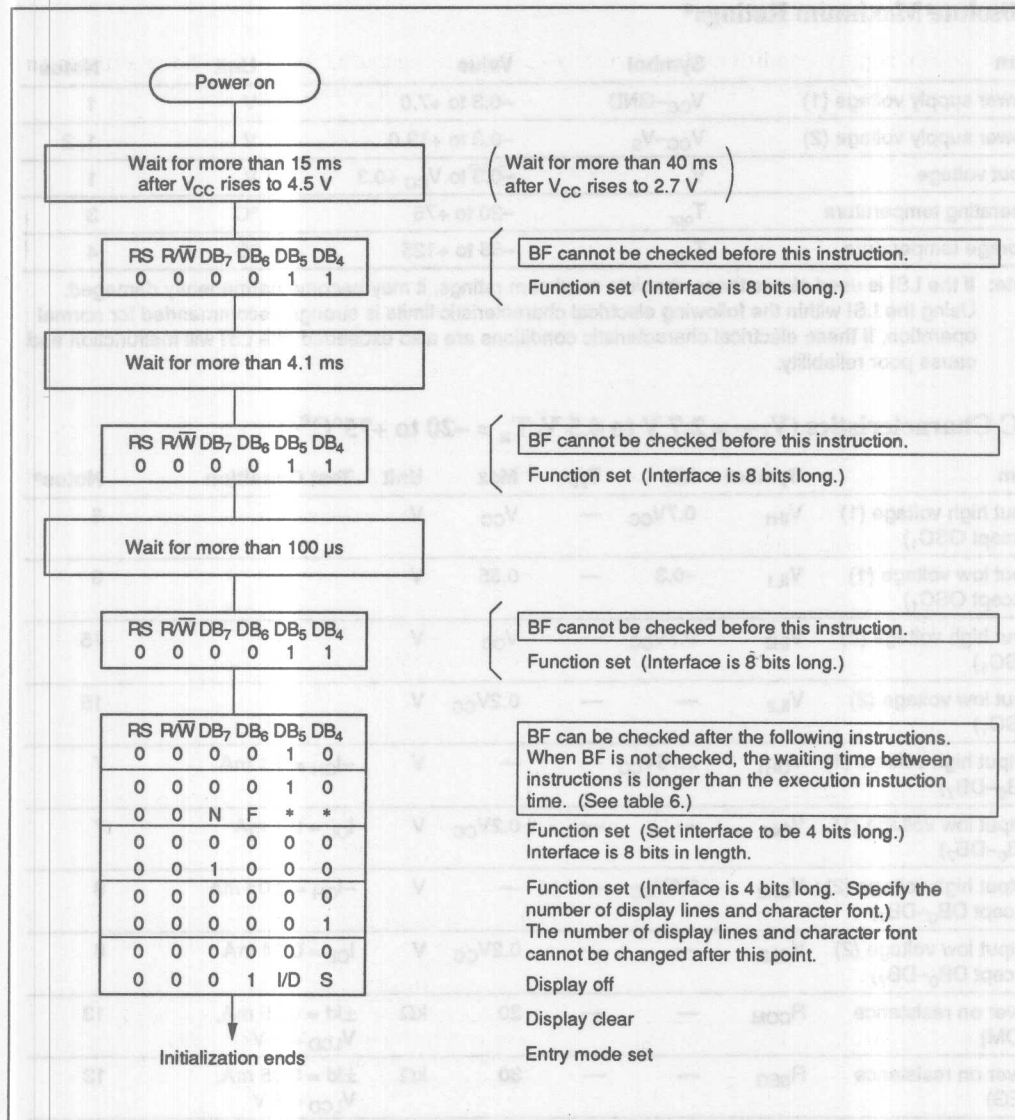 Power on
Wait for more than 15 ms
after VCC rises to 4.5 V
Wait for more than 40 ms
after VCC rises to 2.7 V
RS R/W̅ DB7 DB6 DB5 DB4
0 0 0 0 1 1
BF cannot be checked before this instruction.
Function set (Interface is 8 bits long.)
Wait for more than 4.1 ms
RS R/W̅ DB7 DB6 DB5 DB4
0 0 0 0 1 1
BF cannot be checked before this instruction.
Function set (Interface is 8 bits long.)
Wait for more than 100 µs
RS R/W̅ DB7 DB6 DB5 DB4
0 0 0 0 1 1
BF cannot be checked before this instruction.
Function set (Interface is 8 bits long.)
RS R/W̅ DB7 DB6 DB5 DB4
0 0 0 0 1 0
0 0 0 0 1 0
0 0 N F * *
0 0 0 0 0 0
0 0 1 0 0 0
0 0 0 0 0 0
0 0 0 0 0 1
0 0 0 0 0 0
0 0 0 1 I/D S
Initialization ends
BF can be checked after the following instructions.
When BF is not checked, the waiting time between
instructions is longer than the execution instuction
time. (See table 6.)
Function set (Set interface to be 4 bits long.)
Interface is 8 bits in length.
Function set (Interface is 4 bits long. Specify the
number of display lines and character font.)
The number of display lines and character font
cannot be changed after this point.
Display off
Display clear
Entry mode set